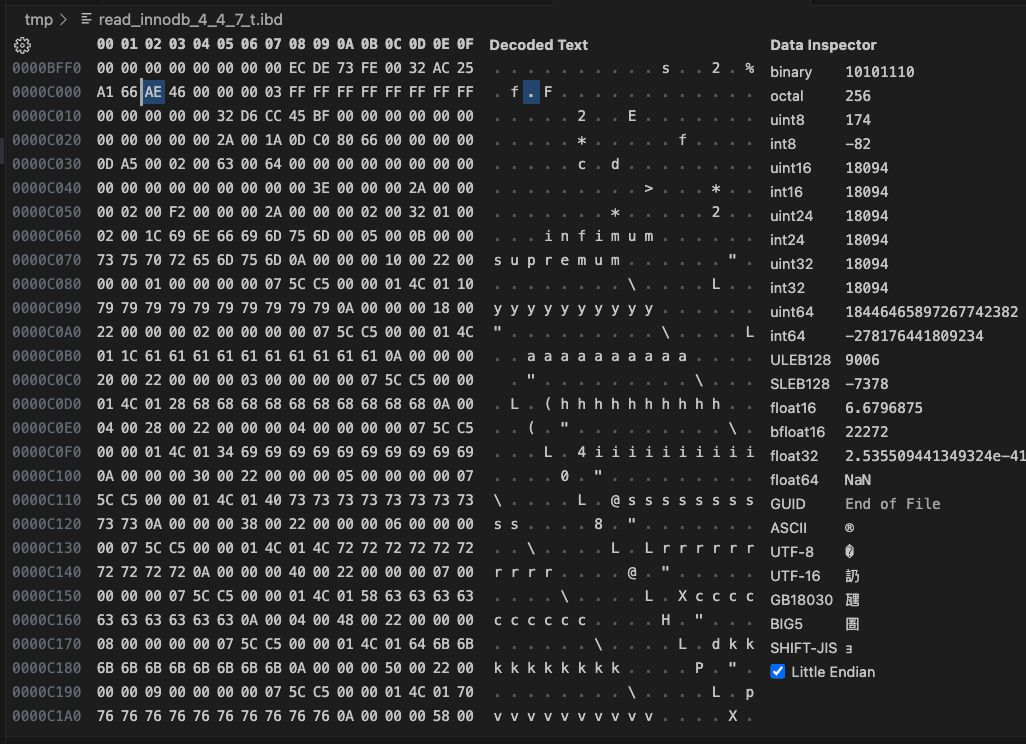 tmp > read_innodb_4_4_7_t.ibd
00 01 02 03 04 05 06 07 08 09 0A 0B 0C 0D 0E 0F Decoded Text
0000BFF0 00 00 00 00 00 00 00 00 EC DE 73 FE 00 32 AC 25 . . . . . . . . . . s . . 2 . %
0000C000 A1 66 AE 46 00 00 00 03 FF FF FF FF FF FF FF FF . f . F . . . . . . . . . . . .
0000C010 00 00 00 00 00 32 D6 CC 45 BF 00 00 00 00 00 00 . . . . . 2 . . E . . . . . . .
0000C020 00 00 00 00 00 2A 00 1A 0D C0 80 66 00 00 00 00 . . . . . * . . . . . f . . . .
0000C030 0D A5 00 02 00 63 00 64 00 00 00 00 00 00 00 00 . . . . . c . d . . . . . . . .
0000C040 00 00 00 00 00 00 00 00 00 3E 00 00 00 2A 00 00 . . . . . . . . . > . . . * . .
0000C050 00 02 00 F2 00 00 00 2A 00 00 00 02 00 32 01 00 . . . . . . . * . . . . . 2 . .
0000C060 02 00 1C 69 6E 66 69 6D 75 6D 00 05 00 0B 00 00 . . . i n f i m u m . . . . . .
0000C070 73 75 70 72 65 6D 75 6D 0A 00 00 00 10 00 22 00 s u p r e m u m . . . . . . " .
0000C080 00 00 01 00 00 00 00 07 5C C5 00 00 01 4C 01 10 . . . . . . . . \ . . . . L . .
0000C090 79 79 79 79 79 79 79 79 79 79 0A 00 00 00 18 00 y y y y y y y y y y . . . . . .
0000C0A0 22 00 00 00 02 00 00 00 00 07 5C C5 00 00 01 4C " . . . . . . . . . \ . . . . L
0000C0B0 01 1C 61 61 61 61 61 61 61 61 61 61 0A 00 00 00 . . a a a a a a a a a a . . . .
0000C0C0 20 00 22 00 00 00 03 00 00 00 00 07 5C C5 00 00 . " . . . . . . . . . \ . . .
0000C0D0 01 4C 01 28 68 68 68 68 68 68 68 68 68 68 0A 00 . L . ( h h h h h h h h h h . .
0000C0E0 04 00 28 00 22 00 00 00 04 00 00 00 00 07 5C C5 . . ( . " . . . . . . . . . \ .
0000C0F0 00 00 01 4C 01 34 69 69 69 69 69 69 69 69 69 69 . . . L . 4 i i i i i i i i i i
0000C100 0A 00 00 00 30 00 22 00 00 00 05 00 00 00 00 07 . . . . 0 . " . . . . . . . . .
0000C110 5C C5 00 00 01 4C 01 40 73 73 73 73 73 73 73 73 \ . . . . L . @ s s s s s s s s
0000C120 73 73 0A 00 00 00 38 00 22 00 00 00 06 00 00 00 s s . . . . 8 . " . . . . . . .
0000C130 00 07 5C C5 00 00 01 4C 01 4C 72 72 72 72 72 72 . . \ . . . . L . L r r r r r r
0000C140 72 72 72 72 0A 00 00 00 40 00 22 00 00 00 07 00 r r r r . . . . @ . " . . . . .
0000C150 00 00 00 07 5C C5 00 00 01 4C 01 58 63 63 63 63 . . . . \ . . . . L . X c c c c
0000C160 63 63 63 63 63 63 0A 00 04 00 48 00 22 00 00 00 c c c c c c . . . . H . " . . .
0000C170 08 00 00 00 00 07 5C C5 00 00 01 4C 01 64 6B 6B . . . . . . \ . . . . L . d k k
0000C180 6B 6B 6B 6B 6B 6B 6B 6B 0A 00 00 00 50 00 22 00 k k k k k k k k . . . . P . " .
0000C190 00 00 09 00 00 00 00 07 5C C5 00 00 01 4C 01 70 . . . . . . . . \ . . . . L . p
0000C1A0 76 76 76 76 76 76 76 76 76 76 0A 00 00 00 58 00 v v v v v v v v v v . . . . X .
Data Inspector
binary 10101110
octal 256
uint8 174
int8 -82
uint16 18094
int16 18094
uint24 18094
int24 18094
uint32 18094
int32 18094
uint64 18446465897267742382
int64 -278176441809234
ULEB128 9006
SLEB128 -7378
float16 6.6796875
bfloat16 22272
float32 2.535509441349324e-41
float64 NaN
GUID End of File
ASCII ®
UTF-8 �
UTF-16
GB18030
BIG5
SHIFT-JIS ｮ
Little Endian